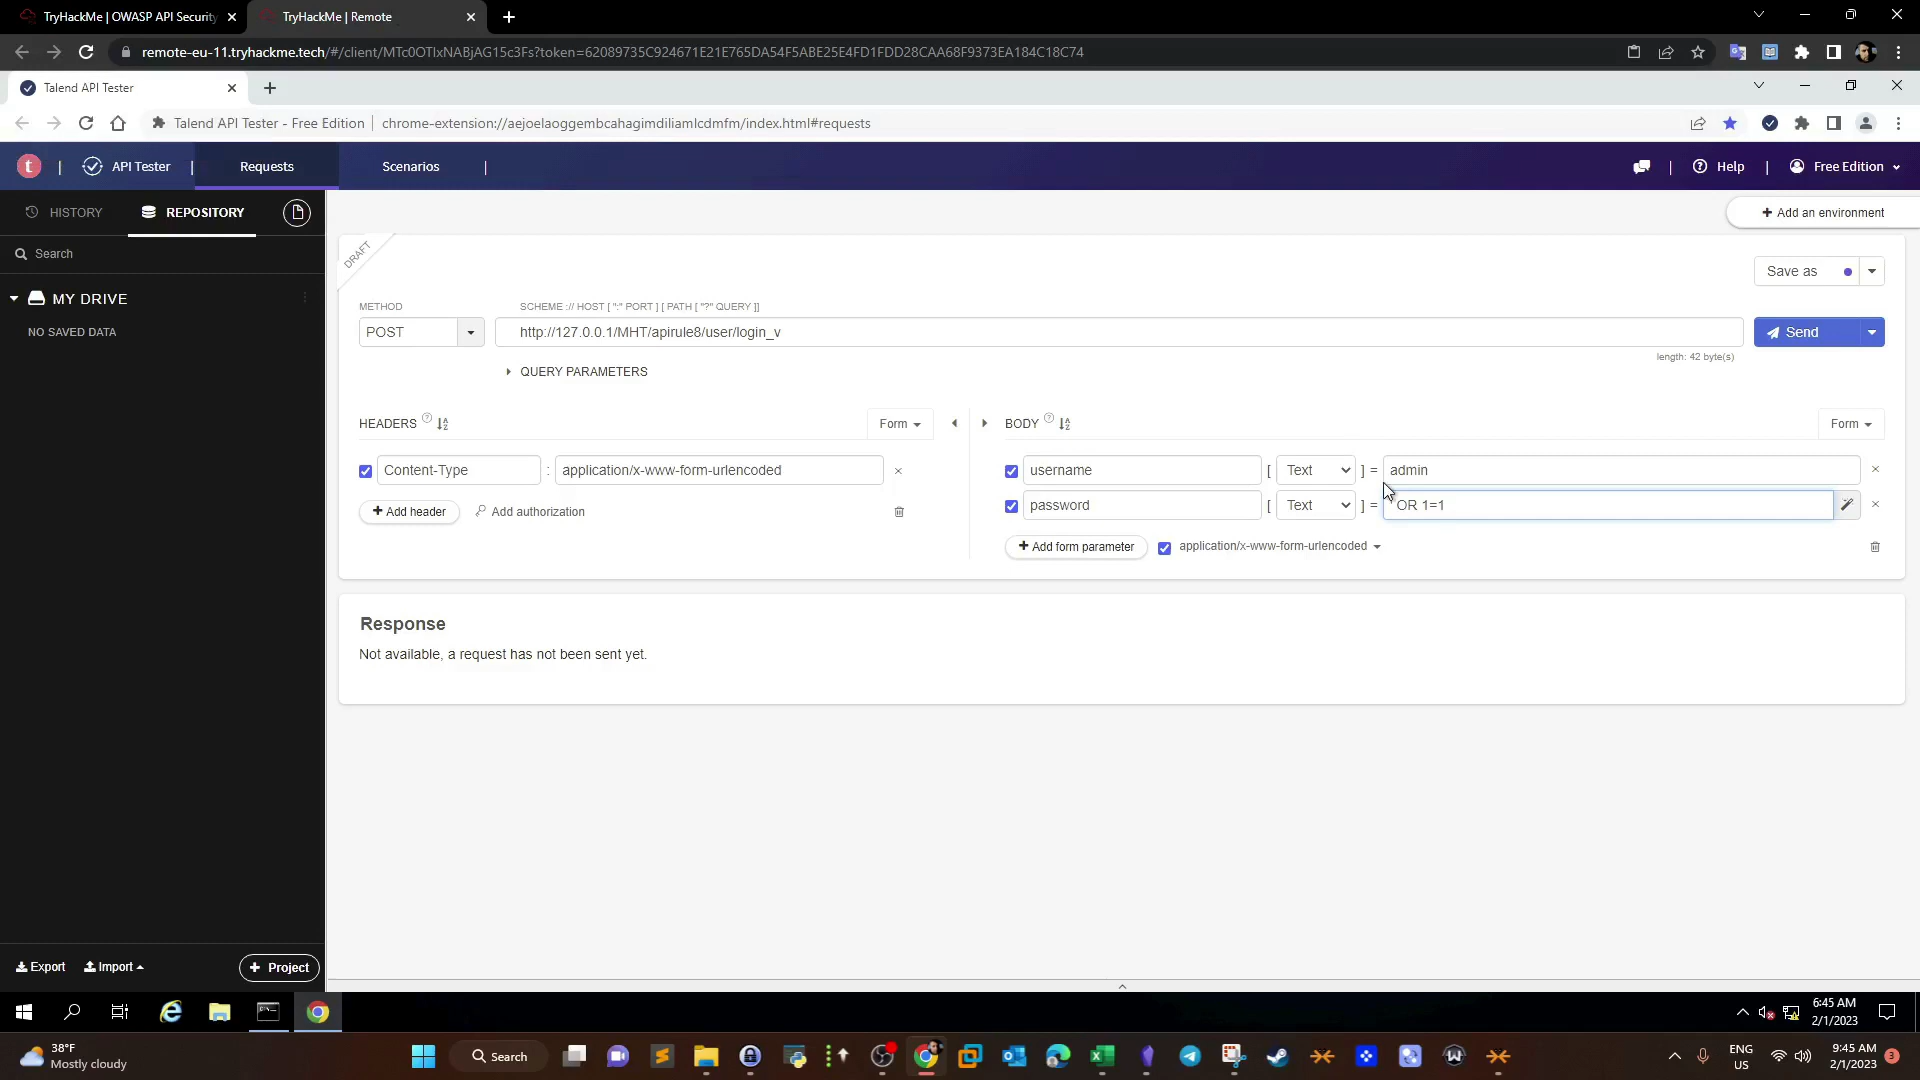 TryHackMe | OWASP API Security
TryHackMe | Remote
remote-eu-11.tryhackme.tech/#/client/MTc0OTIxNABjAG15c3Fs?token=62089735C924671E21E765DA54F5ABE25E4FD1FDD28CAA68F9373EA184C18C74
Talend API Tester
Talend API Tester - Free Edition | chrome-extension://aejoelaoggembcahagimdiliamlcdmfm/index.html#requests
t | API Tester | Requests Scenarios |
| Help | Free Edition
HISTORY REPOSITORY
Add an environment
Search
DRAFT
Save as
MY DRIVE
METHOD SCHEME :// HOST [ ":" PORT ] [ PATH [ "?" QUERY ]]
NO SAVED DATA
POST http://127.0.0.1/MHT/apirule8/user/login_v Send
length: 42 byte(s)
QUERY PARAMETERS
HEADERS ? Form BODY ? Form
Content-Type : application/x-www-form-urlencoded ×
username [ Text ] = admin ×
password [ Text ] = ' OR 1=1 ×
+ Add header Add authorization
+ Add form parameter application/x-www-form-urlencoded
Response
Not available, a request has not been sent yet.
Export Import + Project
6:45 AM
2/1/2023
38°F
Mostly cloudy
Search
ENG
US
9:45 AM
2/1/2023
3